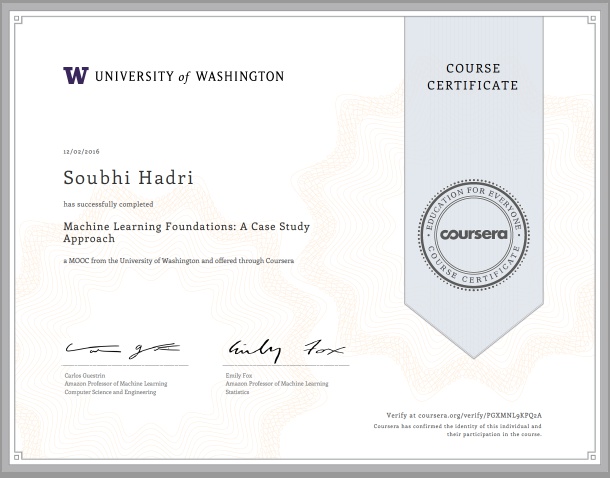 W UNIVERSITY of WASHINGTON
COURSE
CERTIFICATE
12/02/2016
Soubhi Hadri
has successfully completed
Machine Learning Foundations: A Case Study
Approach
a MOOC from the University of Washington and offered through Coursera
EDUCATION FOR EVERYONE
coursera
COURSE CERTIFICATE
Carlos Guestrin
Amazon Professor of Machine Learning
Computer Science and Engineering
Emily Fox
Emily Fox
Amazon Professor of Machine Learning
Statistics
Verify at coursera.org/verify/PGXMNL9KPQ2A
Coursera has confirmed the identity of this individual and
their participation in the course.